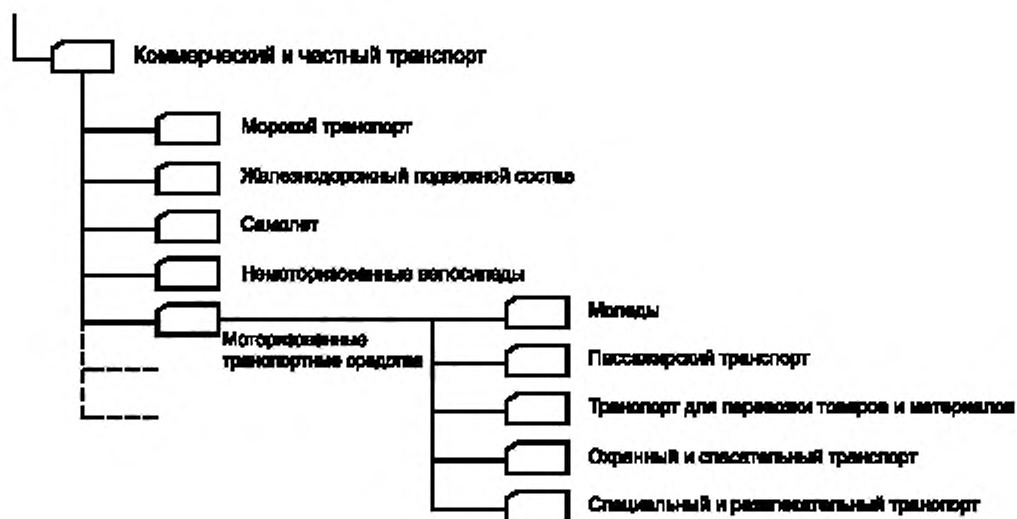 Коммерческий и частный транспорт
Морской транспорт
Железнодорожный подвижной состав
Самолет
Немоторизованные велосипеды
Мопеды
Моторизованные
транспортные средства
Пассажирский транспорт
Транспорт для перевозки товаров и материалов
Охранный и спасательный транспорт
Специальный и развлекательный транспорт